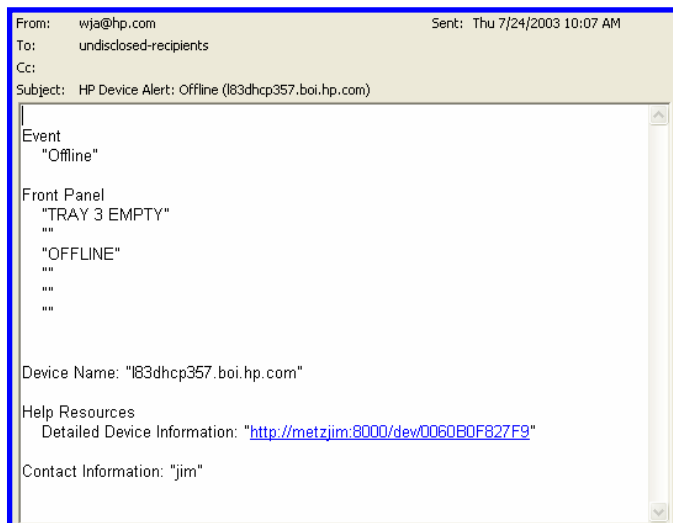 From: wja@hp.com Sent: Thu 7/24/2003 10:07 AM
To: undisclosed-recipients
Cc:
Subject: HP Device Alert: Offline (l83dhcp357.boi.hp.com)
Event
"Offline"
Front Panel
"TRAY 3 EMPTY"
""
"OFFLINE"
""
""
""
Device Name: "l83dhcp357.boi.hp.com"
Help Resources
Detailed Device Information: "http://metzjim:8000/dev/0060B0F827F9"
Contact Information: "jim"